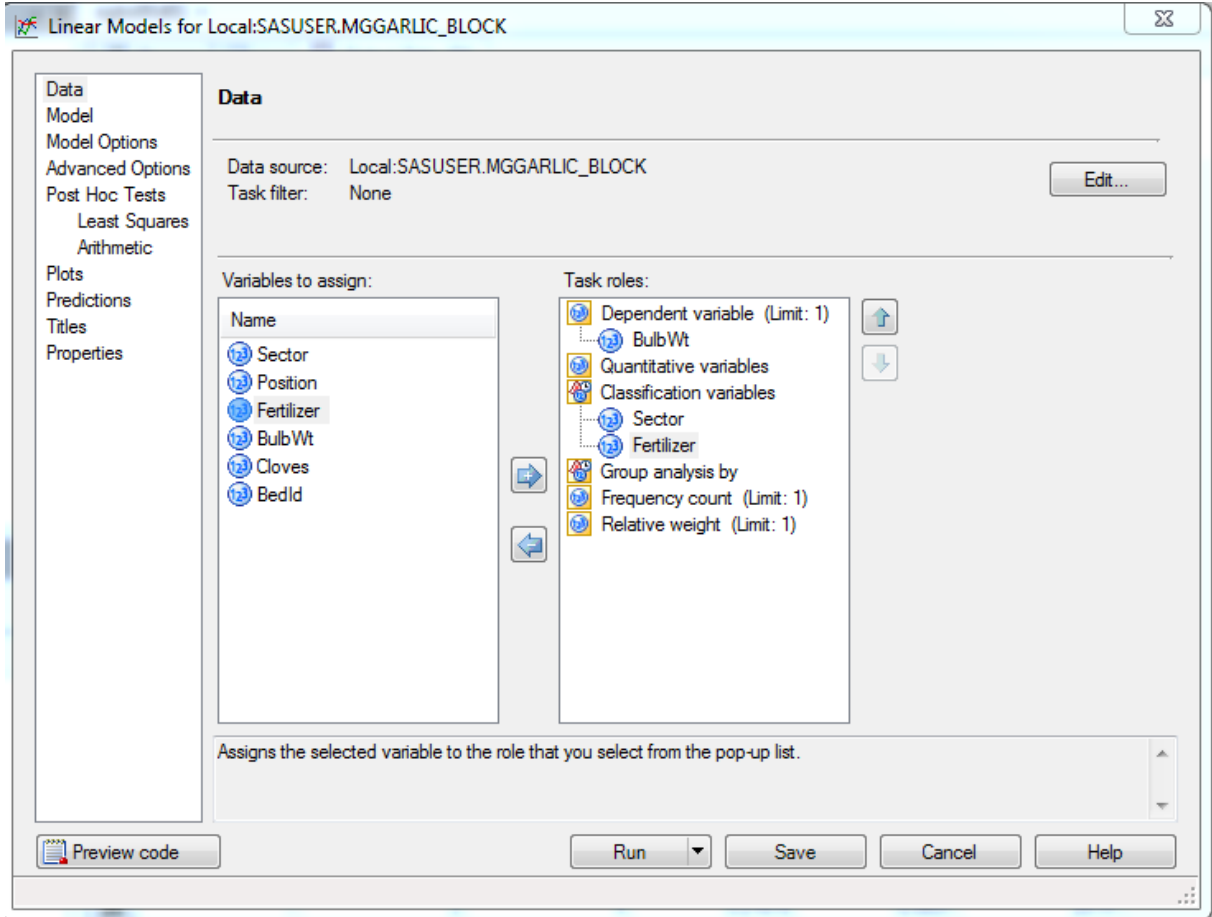 Linear Models for Local:SASUSER.MGGARLIC_BLOCK
Data
Model
Model Options
Advanced Options
Post Hoc Tests
Least Squares
Arithmetic
Plots
Predictions
Titles
Properties
Data
Data source: Local:SASUSER.MGGARLIC_BLOCK
Task filter: None
Edit...
Variables to assign:
Name
Sector
Position
Fertilizer
BulbWt
Cloves
BedId
Task roles:
Dependent variable (Limit: 1)
BulbWt
Quantitative variables
Classification variables
Sector
Fertilizer
Group analysis by
Frequency count (Limit: 1)
Relative weight (Limit: 1)
Assigns the selected variable to the role that you select from the pop-up list.
Preview code
Run
Save
Cancel
Help